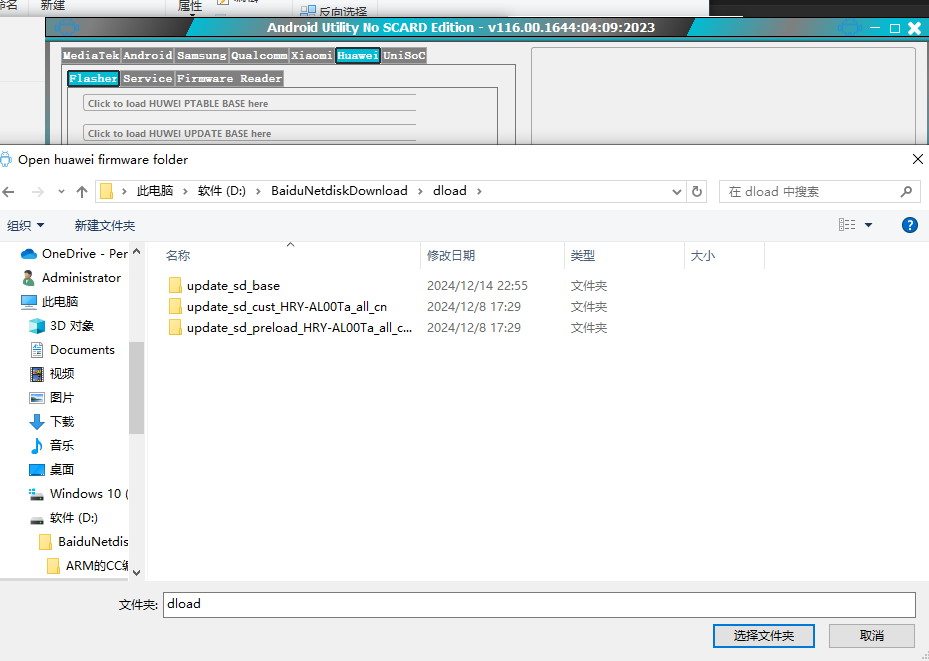 新建
属性
反向选择
Android Utility No SCARD Edition - v116.00.1644:04:09:2023
MediaTek Android Samsung Qualcomm Xiaomi Huawei UniSoC
Flasher Service Firmware Reader
Click to load HUWEI PTABLE BASE here
Click to load HUWEI UPDATE BASE here
Open huawei firmware folder
此电脑 › 软件 (D:) › BaiduNetdiskDownload › dload ›
在 dload 中搜索
组织 新建文件夹
名称 修改日期 类型 大小
update_sd_base 2024/12/14 22:55 文件夹
update_sd_cust_HRY-AL00Ta_all_cn 2024/12/8 17:29 文件夹
update_sd_preload_HRY-AL00Ta_all_c... 2024/12/8 17:29 文件夹
OneDrive - Per
Administrator
此电脑
3D 对象
Documents
视频
图片
下载
音乐
桌面
Windows 10 (
软件 (D:)
BaiduNetdis
ARM的CC编
文件夹: dload
选择文件夹 取消